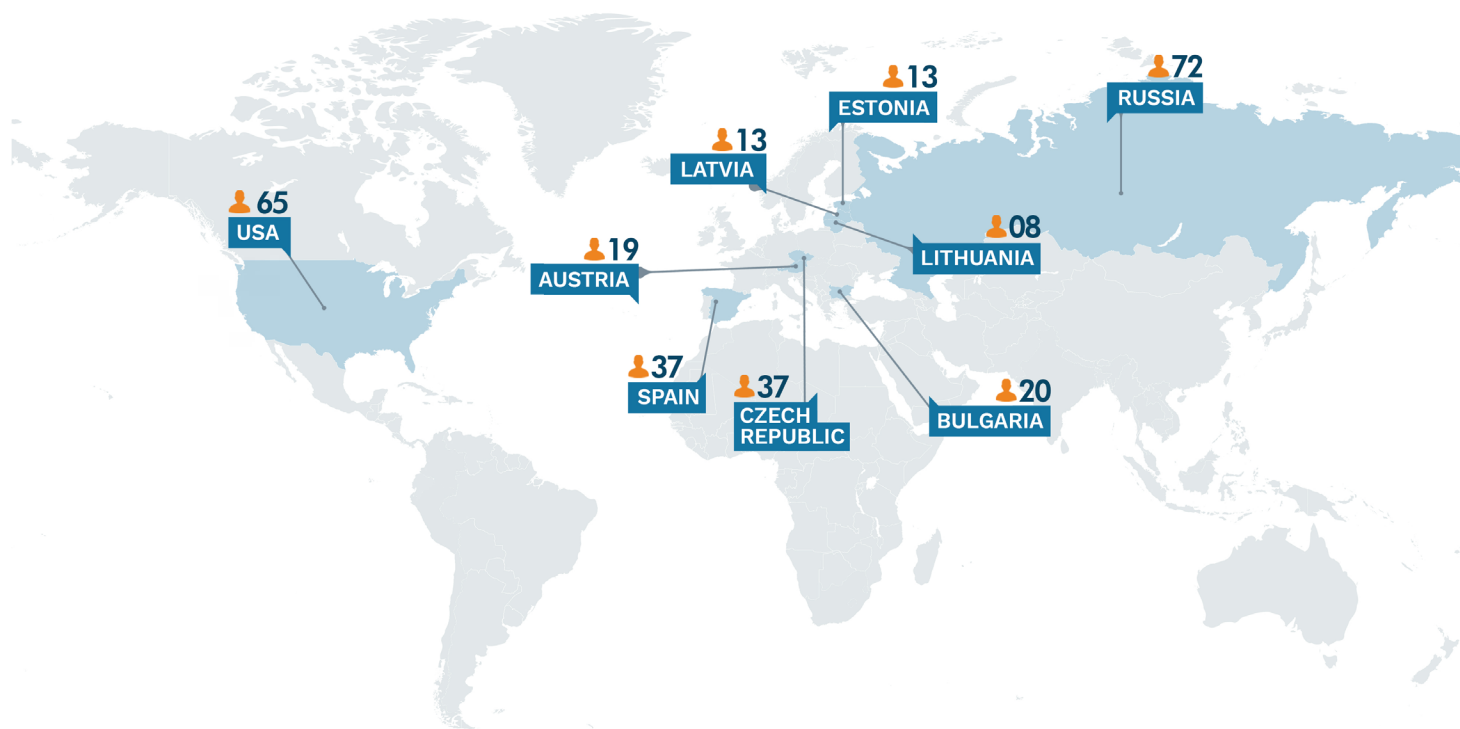 13
ESTONIA
72
RUSSIA
13
LATVIA
65
USA
08
LITHUANIA
19
AUSTRIA
37
SPAIN
37
CZECH
REPUBLIC
20
BULGARIA